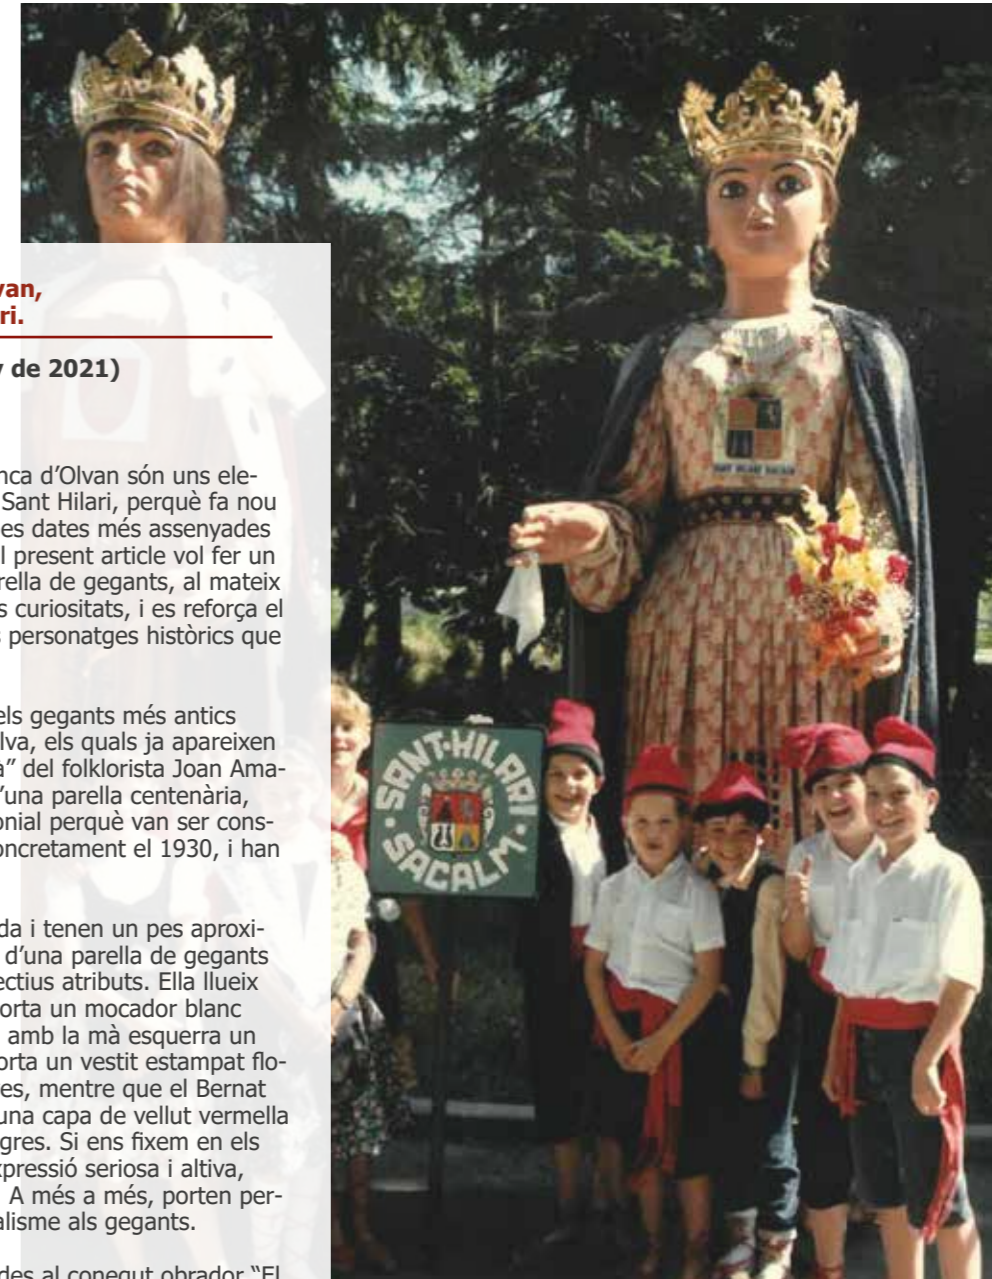 van,
ri.
de 2021)
nca d’Olvan són uns ele-
Sant Hilari, perquè fa nou
es dates més assenyades
l present article vol fer un
rella de gegants, al mateix
s curiositats, i es reforça el
s personatges històrics que
els gegants més antics
lva, els quals ja apareixen
a” del folklorista Joan Ama-
’una parella centenària,
onial perquè van ser cons-
oncretament el 1930, i han
da i tenen un pes aproxi-
d’una parella de gegants
ectius atributs. Ella llueix
orta un mocador blanc
amb la mà esquerra un
orta un vestit estampat flo-
es, mentre que el Bernat
una capa de vellut vermella
gres. Si ens fixem en els
xpressió seriosa i altiva,
A més a més, porten per-
alisme als gegants.
des al conegut obrador “El
SANT HILARI SACALM
SANT·HILARI
·SACALM·